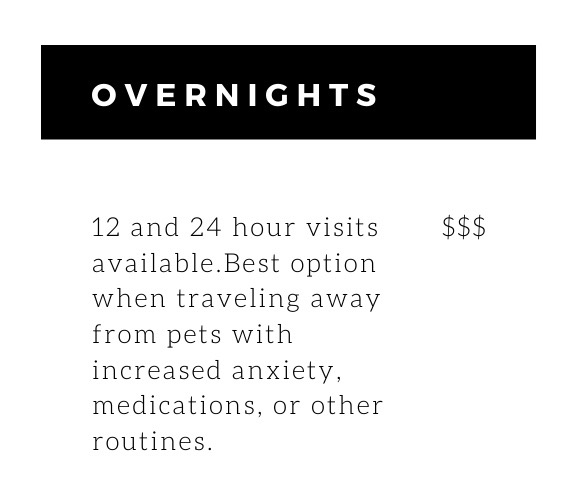 OVERNIGHTS
12 and 24 hour visits $$$
available.Best option
when traveling away
from pets with
increased anxiety,
medications, or other
routines.